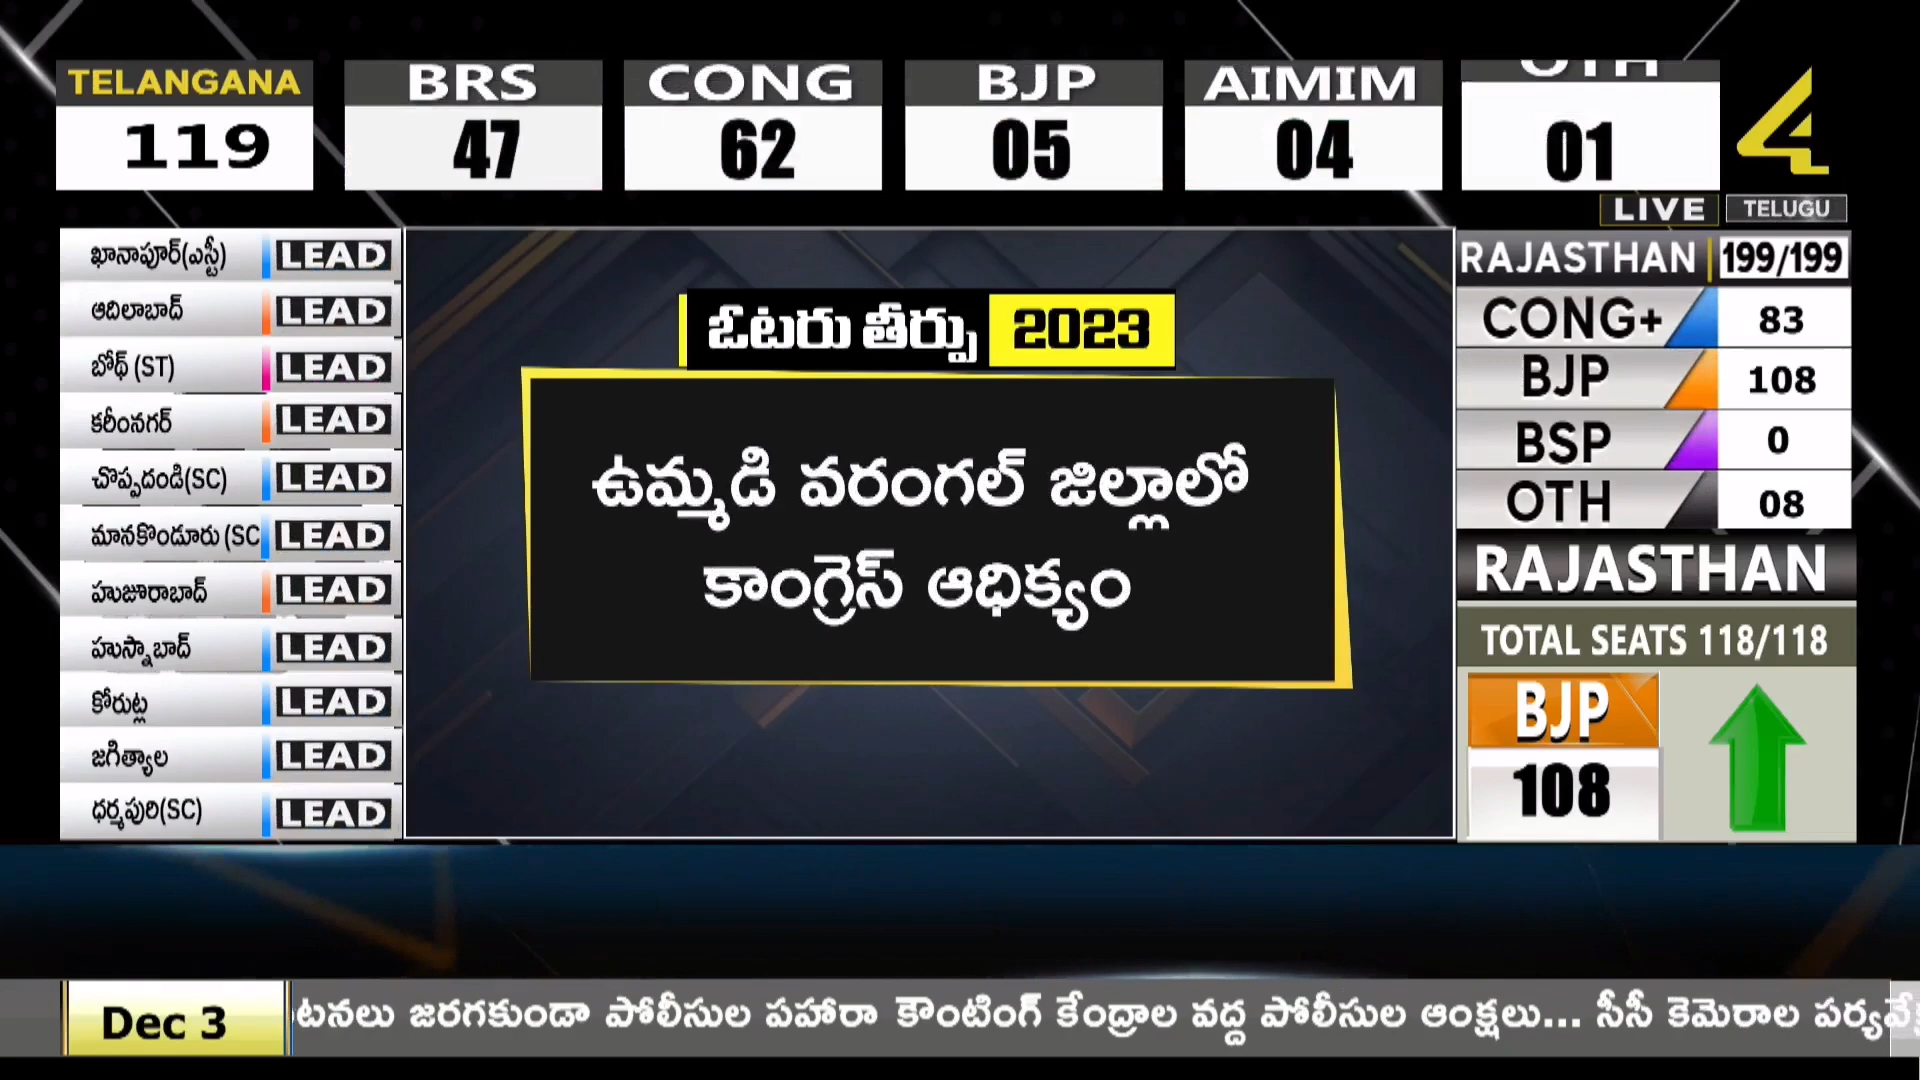 TELANGANA
119
BRS
47
CONG
62
BJP
05
AIMIM
04
OTH
01
LIVE
TELUGU
ఖానాపూర్(ఎస్టీ) LEAD
ఆదిలాబాద్ LEAD
బోథ్ (ST) LEAD
కరీంనగర్ LEAD
చొప్పదండి(SC) LEAD
మానకొండూరు (SC LEAD
హుజూరాబాద్ LEAD
హుస్నాబాద్ LEAD
కోరుట్ల LEAD
జగిత్యాల LEAD
ధర్మపురి(SC) LEAD
ఓటరు తీర్పు 2023
ఉమ్మడి వరంగల్ జిల్లాలో
కాంగ్రెస్ ఆధిక్యం
RAJASTHAN 199/199
CONG+ 83
BJP 108
BSP 0
OTH 08
RAJASTHAN
TOTAL SEATS 118/118
BJP
108
Dec 3
టనలు జరగకుండా పోలీసుల పహారా కౌంటింగ్ కేంద్రాల వద్ద పోలీసుల ఆంక్షలు... సీసీ కెమెరాల